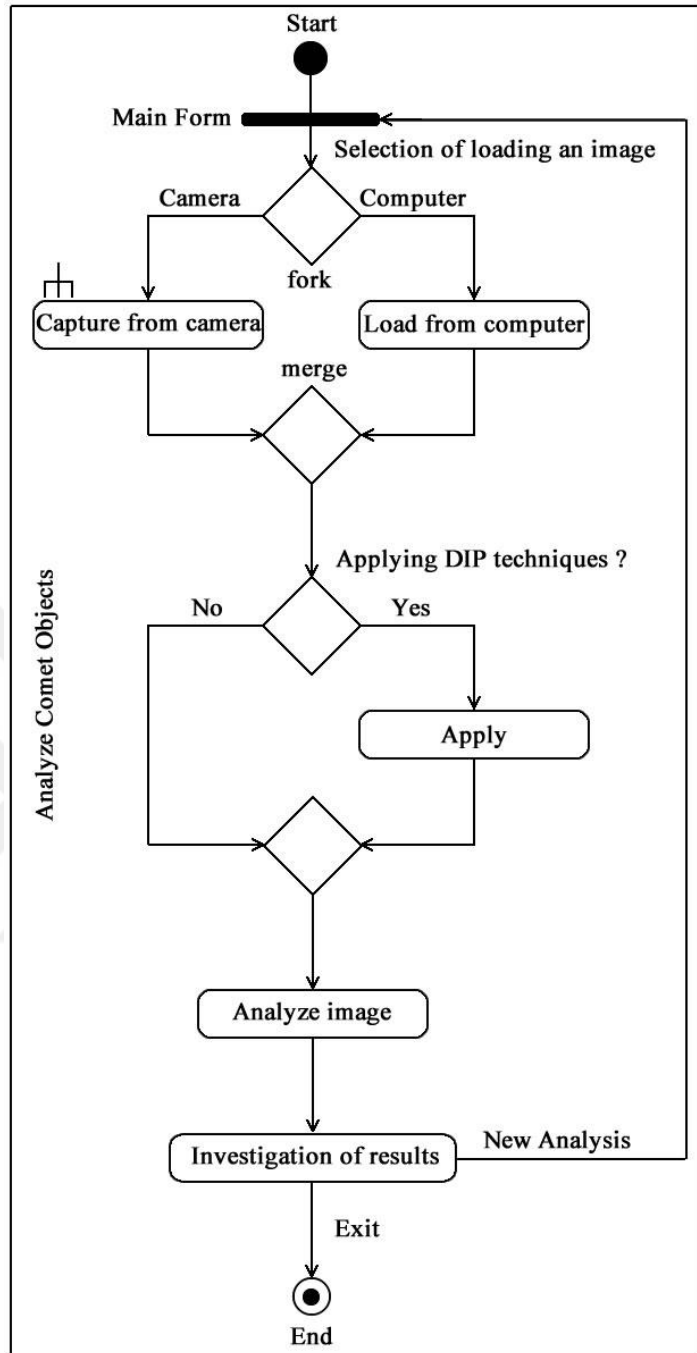 Start
Main Form
Selection of loading an image
Camera
Computer
fork
Capture from camera
Load from computer
merge
Applying DIP techniques ?
No
Yes
Apply
Analyze Comet Objects
Analyze image
Investigation of results
New Analysis
Exit
End